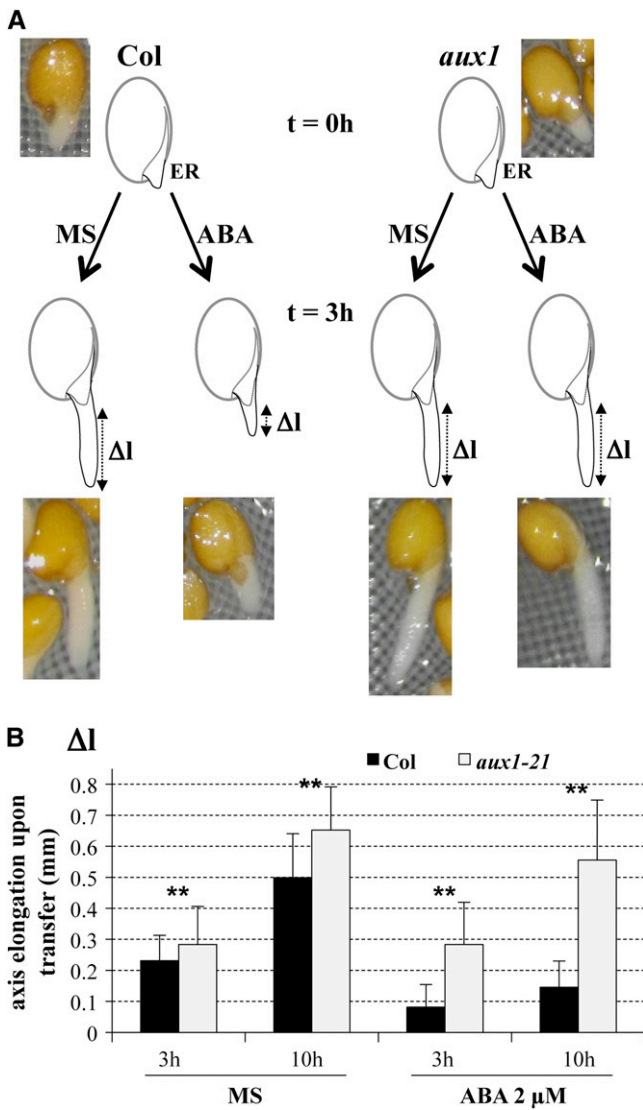 A
Col
aux1
t = 0h
ER
ER
MS
ABA
MS
ABA
t = 3h
Δl
Δl
Δl
Δl
B
Δl
Col
aux1-21
axis elongation upon
transfer (mm)
0.8
0.7
0.6
0.5
0.4
0.3
0.2
0.1
0
**
**
**
**
3h
10h
3h
10h
MS
ABA 2 µM